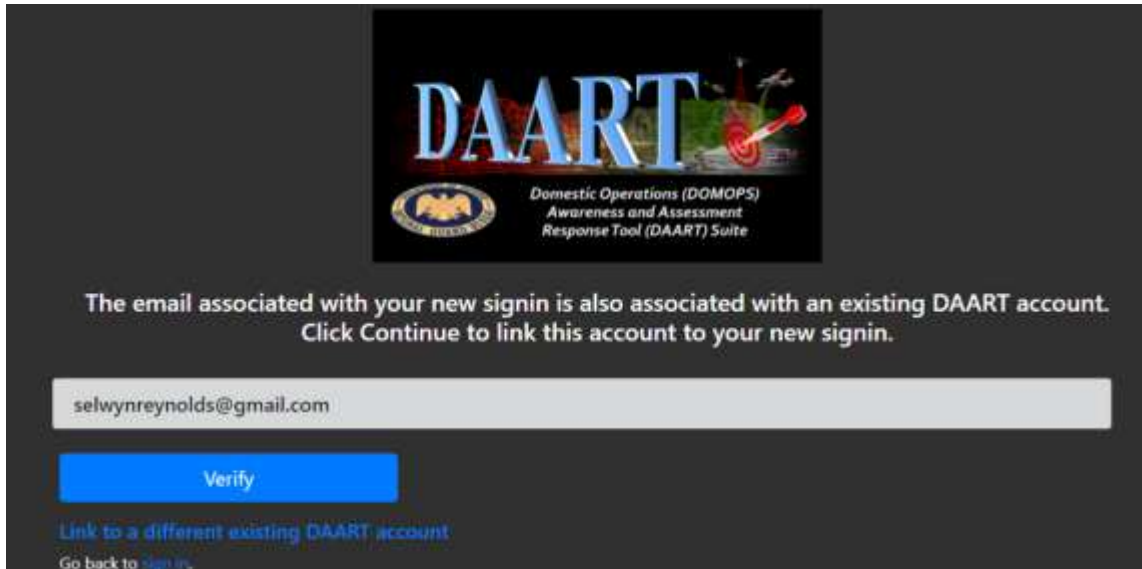 DAART
Domestic Operations (DOMOPS)
Awareness and Assessment
Response Tool (DAART) Suite
The email associated with your new signin is also associated with an existing DAART account.
Click Continue to link this account to your new signin.
selwynreynolds@gmail.com
Verify
Link to a different existing DAART account
Go back to sign in.